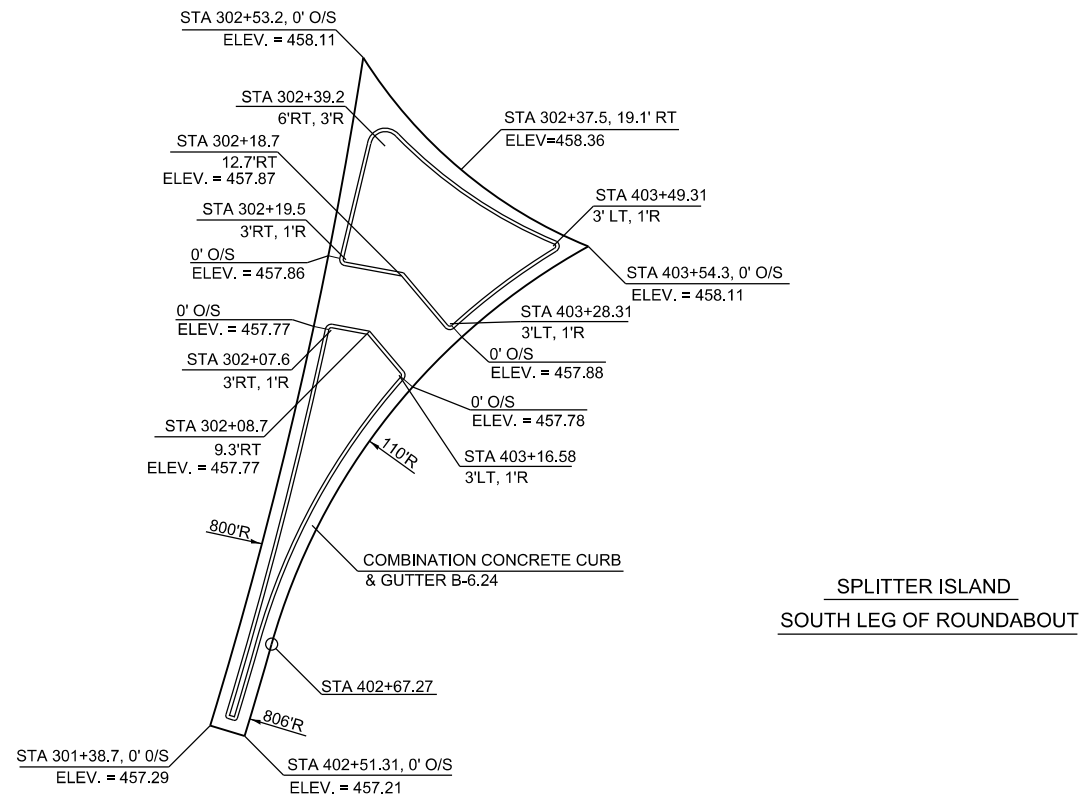 STA 302+53.2, 0' O/S
ELEV. = 458.11
STA 302+39.2
6'RT, 3'R
STA 302+37.5, 19.1' RT
ELEV=458.36
STA 302+18.7
12.7'RT
ELEV. = 457.87
STA 302+19.5
3'RT, 1'R
STA 403+49.31
3' LT, 1'R
0' O/S
ELEV. = 457.86
STA 403+54.3, 0' O/S
ELEV. = 458.11
0' O/S
ELEV. = 457.77
STA 403+28.31
3'LT, 1'R
STA 302+07.6
3'RT, 1'R
0' O/S
ELEV. = 457.88
0' O/S
ELEV. = 457.78
STA 302+08.7
9.3'RT
ELEV. = 457.77
110'R
STA 403+16.58
3'LT, 1'R
800'R
COMBINATION CONCRETE CURB
& GUTTER B-6.24
SPLITTER ISLAND
SOUTH LEG OF ROUNDABOUT
STA 402+67.27
806'R
STA 301+38.7, 0' 0/S
ELEV. = 457.29
STA 402+51.31, 0' O/S
ELEV. = 457.21